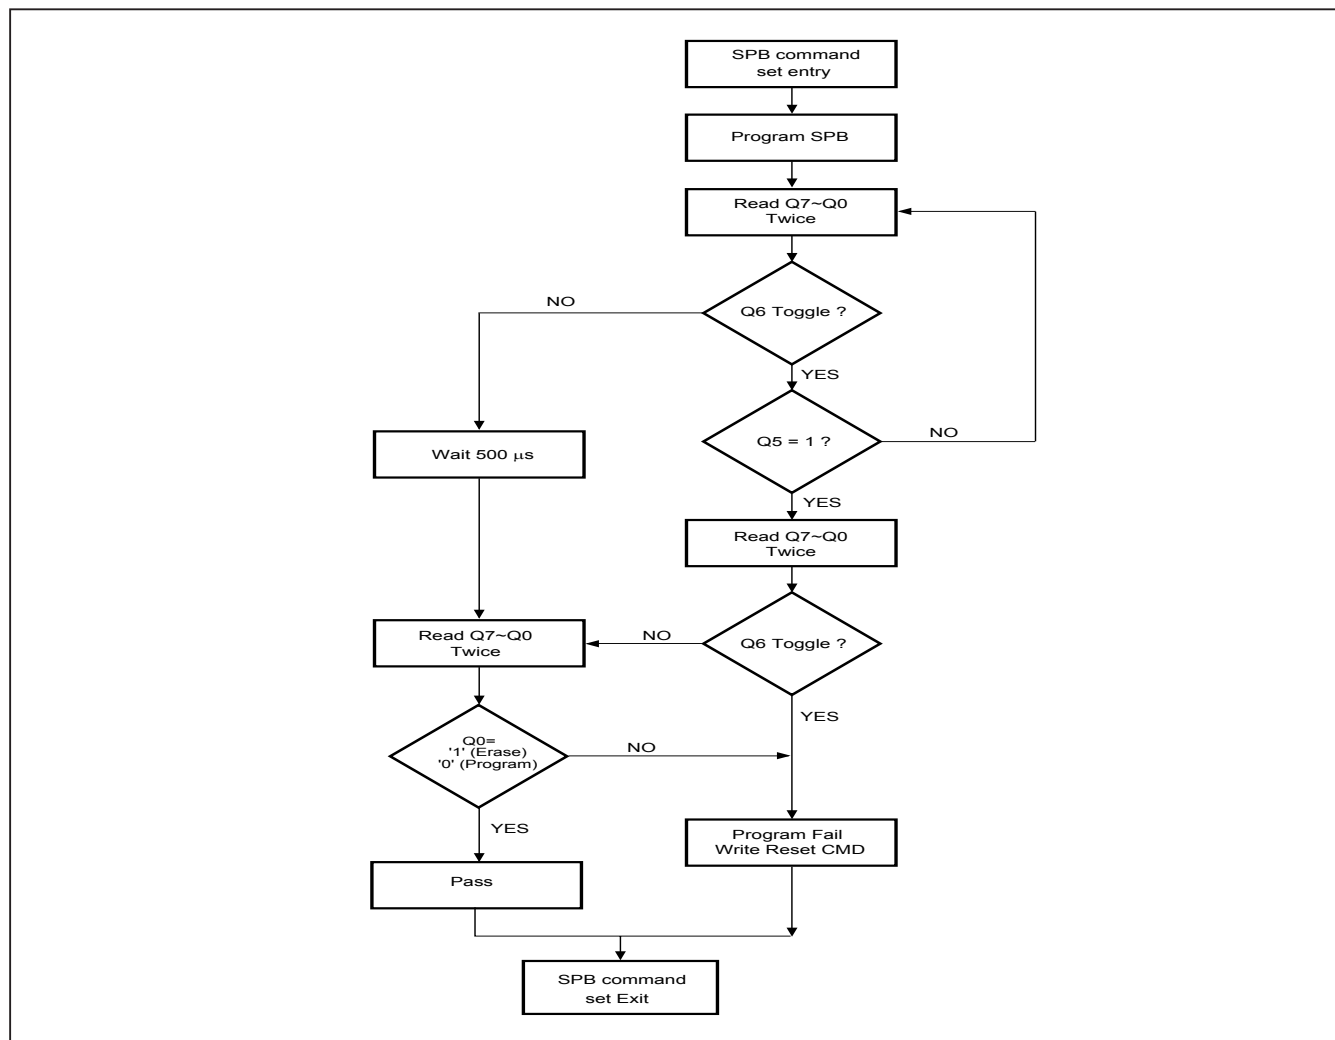 SPB command
set entry
Program SPB
Read Q7~Q0
Twice
NO
Q6 Toggle ?
YES
Wait 500 μs
Q5 = 1 ?
NO
YES
Read Q7~Q0
Twice
Read Q7~Q0
Twice
NO
Q6 Toggle ?
YES
Q0=
'1' (Erase)
'0' (Program)
NO
YES
Program Fail
Write Reset CMD
Pass
SPB command
set Exit